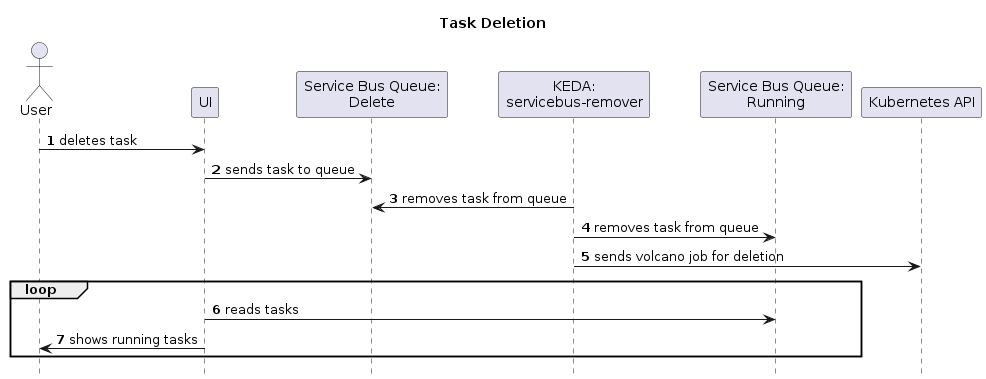 Task Deletion
User
UI
Service Bus Queue:
Delete
KEDA:
servicebus-remover
Service Bus Queue:
Running
Kubernetes API
1 deletes task
2 sends task to queue
3 removes task from queue
4 removes task from queue
5 sends volcano job for deletion
loop
6 reads tasks
7 shows running tasks